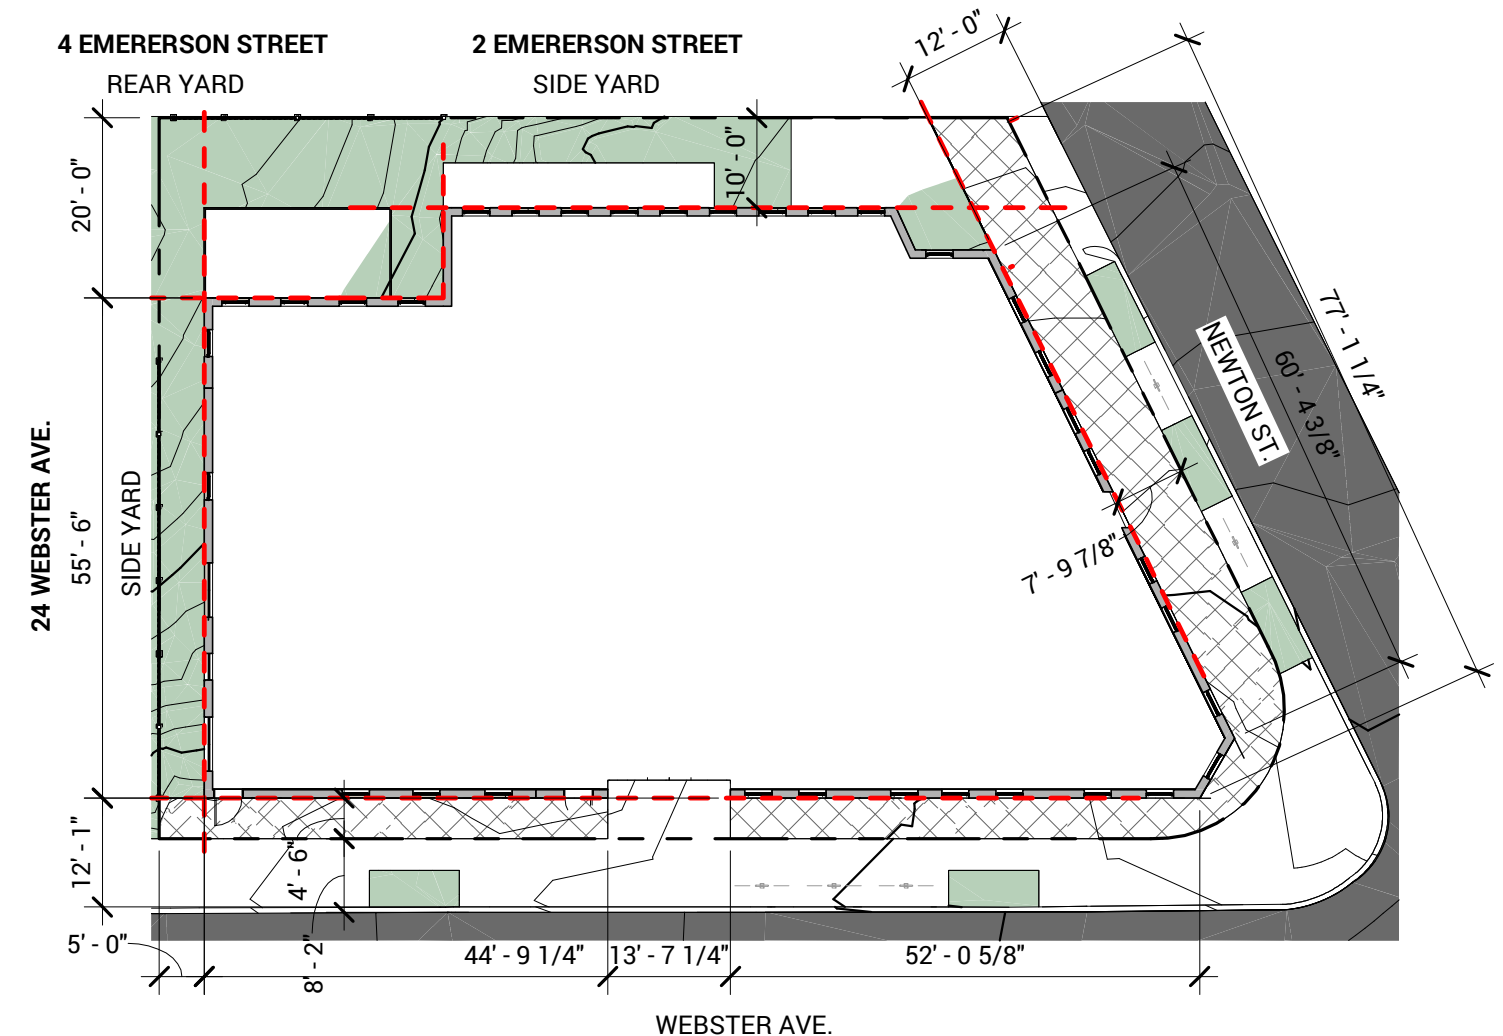 4 EMERERSON STREET
2 EMERERSON STREET
REAR YARD
SIDE YARD
12' - 0"
20' - 0"
10' - 0"
77' - 1 1/4"
NEWTON ST.
60' - 4 3/8"
24 WEBSTER AVE.
55' - 6"
SIDE YARD
7' - 9 7/8"
12' - 1"
4' - 6"
5' - 0"
8' - 2"
44' - 9 1/4"
13' - 7 1/4"
52' - 0 5/8"
WEBSTER AVE.